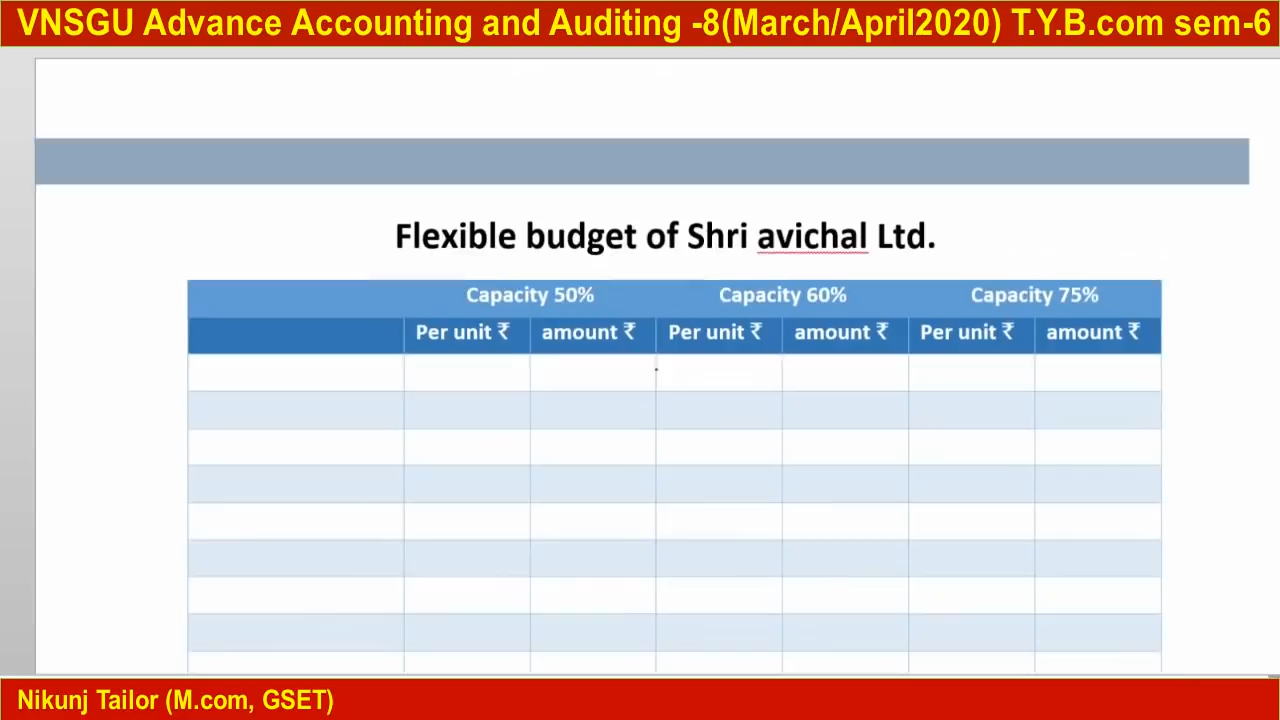 VNSGU Advance Accounting and Auditing -8(March/April2020) T.Y.B.com sem-6
Flexible budget of Shri avichal Ltd.
Capacity 50% Capacity 60% Capacity 75%
Per unit ₹ amount ₹ Per unit ₹ amount ₹ Per unit ₹ amount ₹
Nikunj Tailor (M.com, GSET)